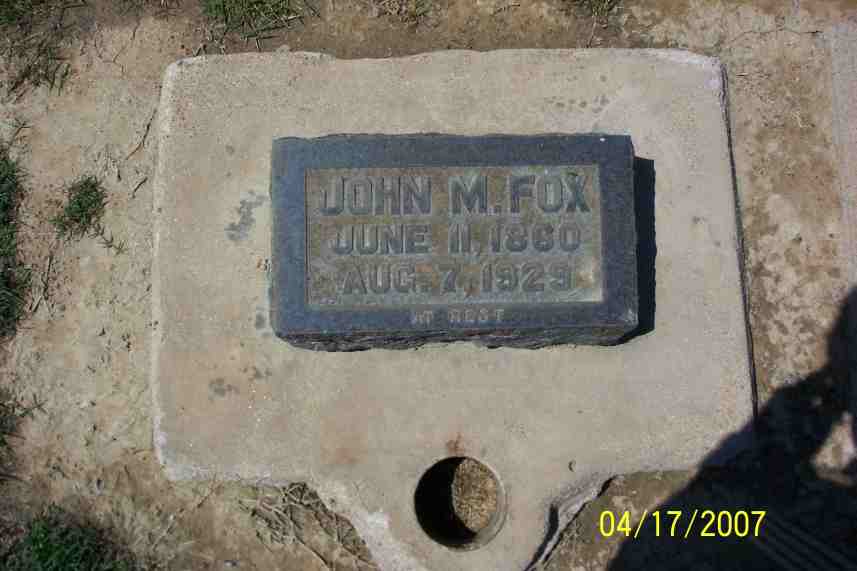 JOHN M. FOX
JUNE 11, 1860
AUG. 7, 1929
AT REST
04/17/2007